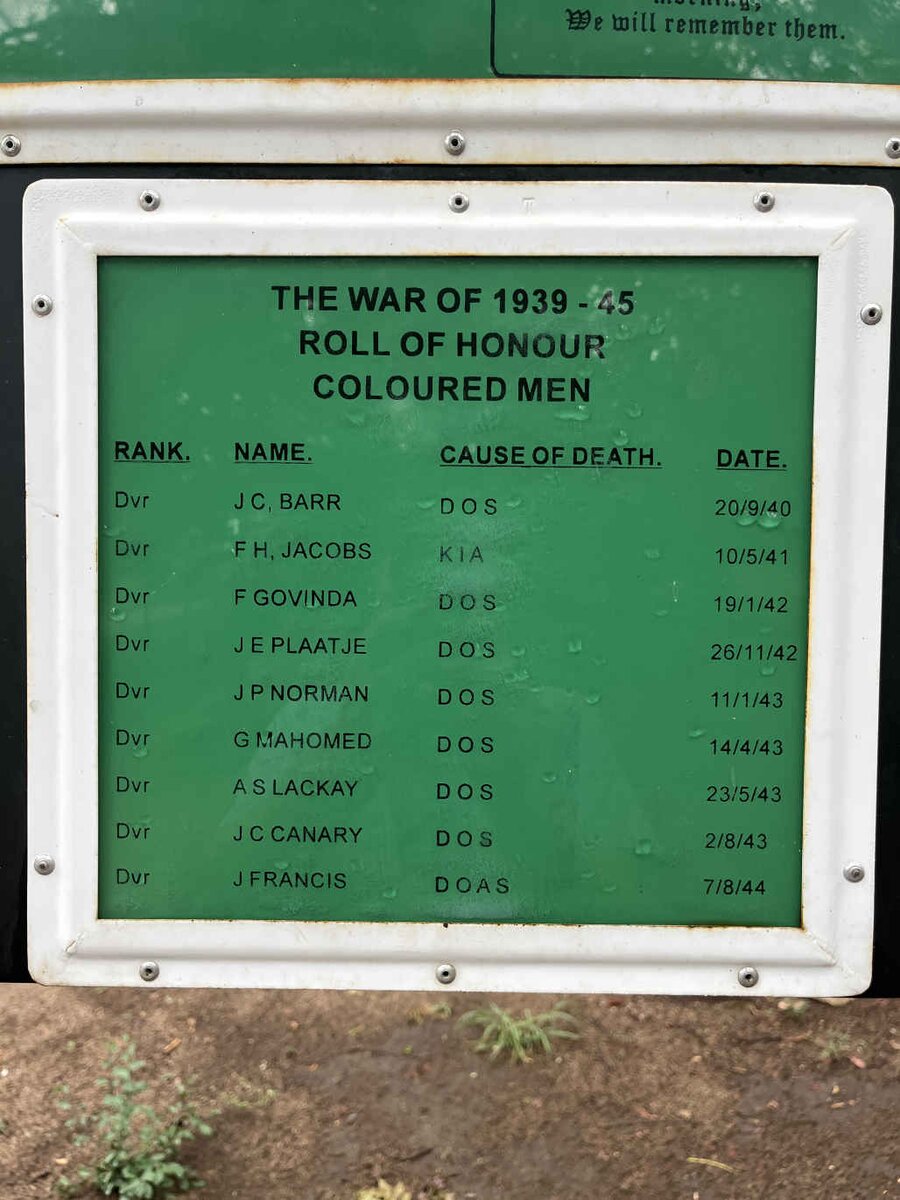 morning,
We will remember them.
THE WAR OF 1939 - 45
ROLL OF HONOUR
COLOURED MEN
RANK. NAME. CAUSE OF DEATH. DATE.
Dvr J C, BARR D O S 20/9/40
Dvr F H, JACOBS K I A 10/5/41
Dvr F GOVINDA D O S 19/1/42
Dvr J E PLAATJE D O S 26/11/42
Dvr J P NORMAN D O S 11/1/43
Dvr G MAHOMED D O S 14/4/43
Dvr A S LACKAY D O S 23/5/43
Dvr J C CANARY D O S 2/8/43
Dvr J FRANCIS D O A S 7/8/44